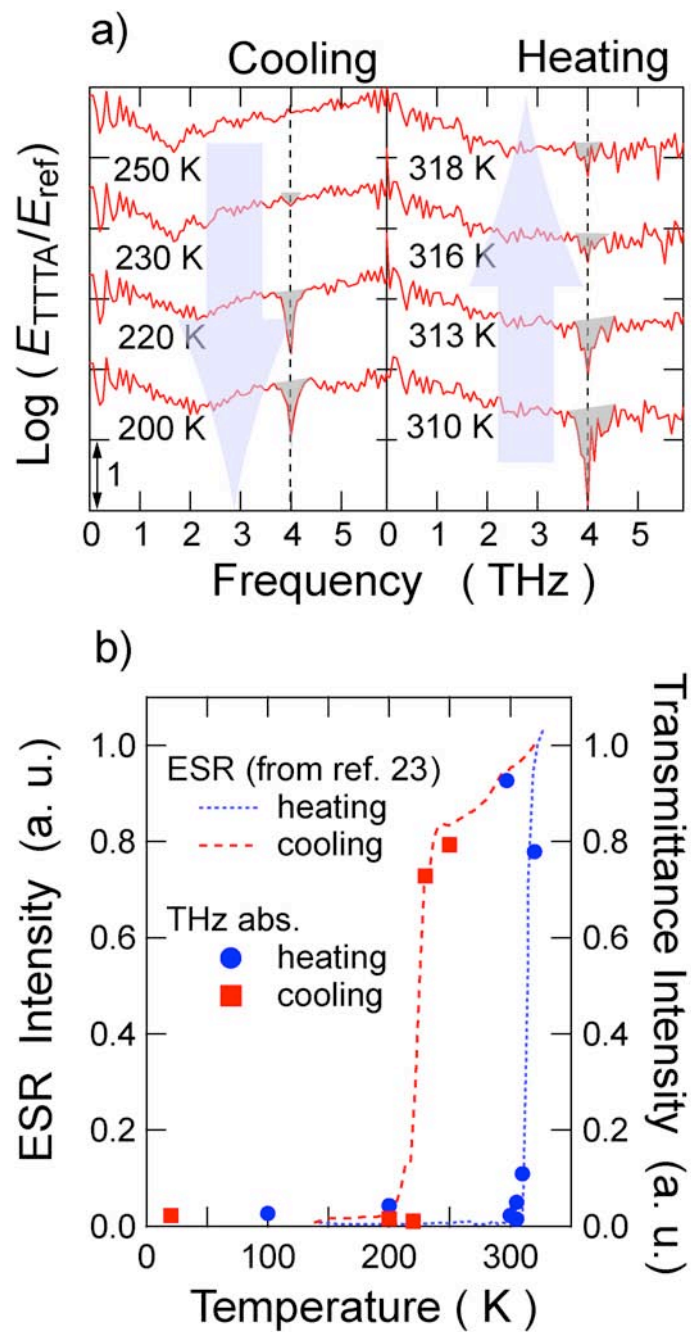 a)
Cooling
Heating
Log ( E_TTTA/E_ref)
250 K
230 K
220 K
200 K
318 K
316 K
313 K
310 K
1
0 1 2 3 4 5 0 1 2 3 4 5
Frequency ( THz )
b)
ESR Intensity (a. u.)
1.0
0.8
0.6
0.4
0.2
0.0
ESR (from ref. 23)
heating
cooling
THz abs.
heating
cooling
1.0
0.8
0.6
0.4
0.2
0.0
Transmittance Intensity (a. u.)
0 100 200 300
Temperature ( K )